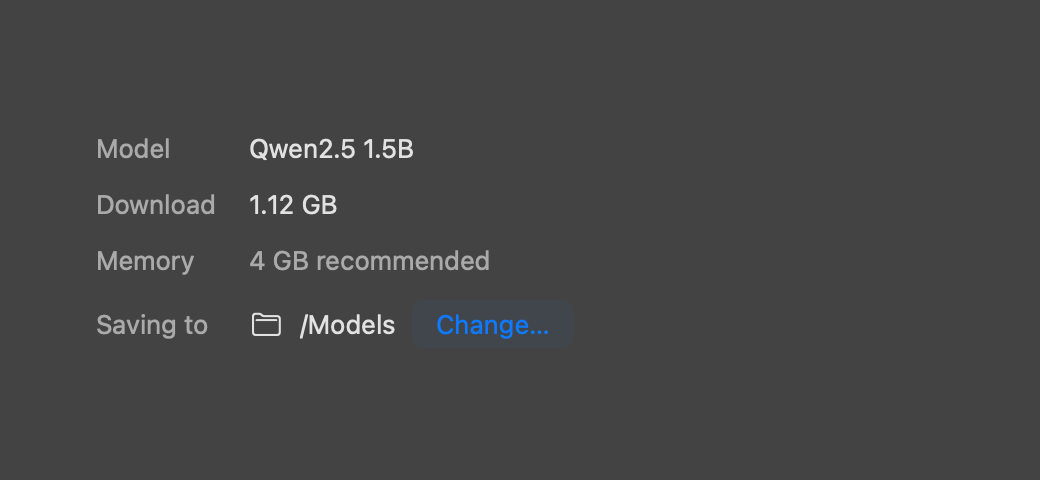 Model Qwen2.5 1.5B
Download 1.12 GB
Memory 4 GB recommended
Saving to /Models Change...